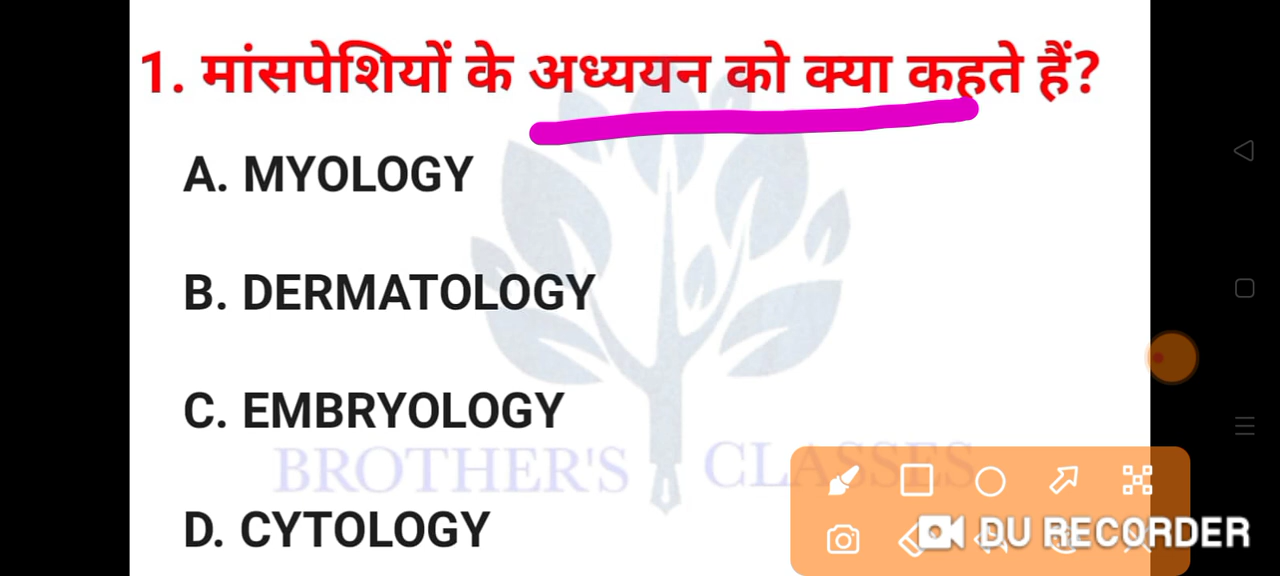 1. मांसपेशियों के अध्ययन को क्या कहते हैं?
A. MYOLOGY
B. DERMATOLOGY
C. EMBRYOLOGY
BROTHER'S CLASSES
D. CYTOLOGY
DU RECORDER